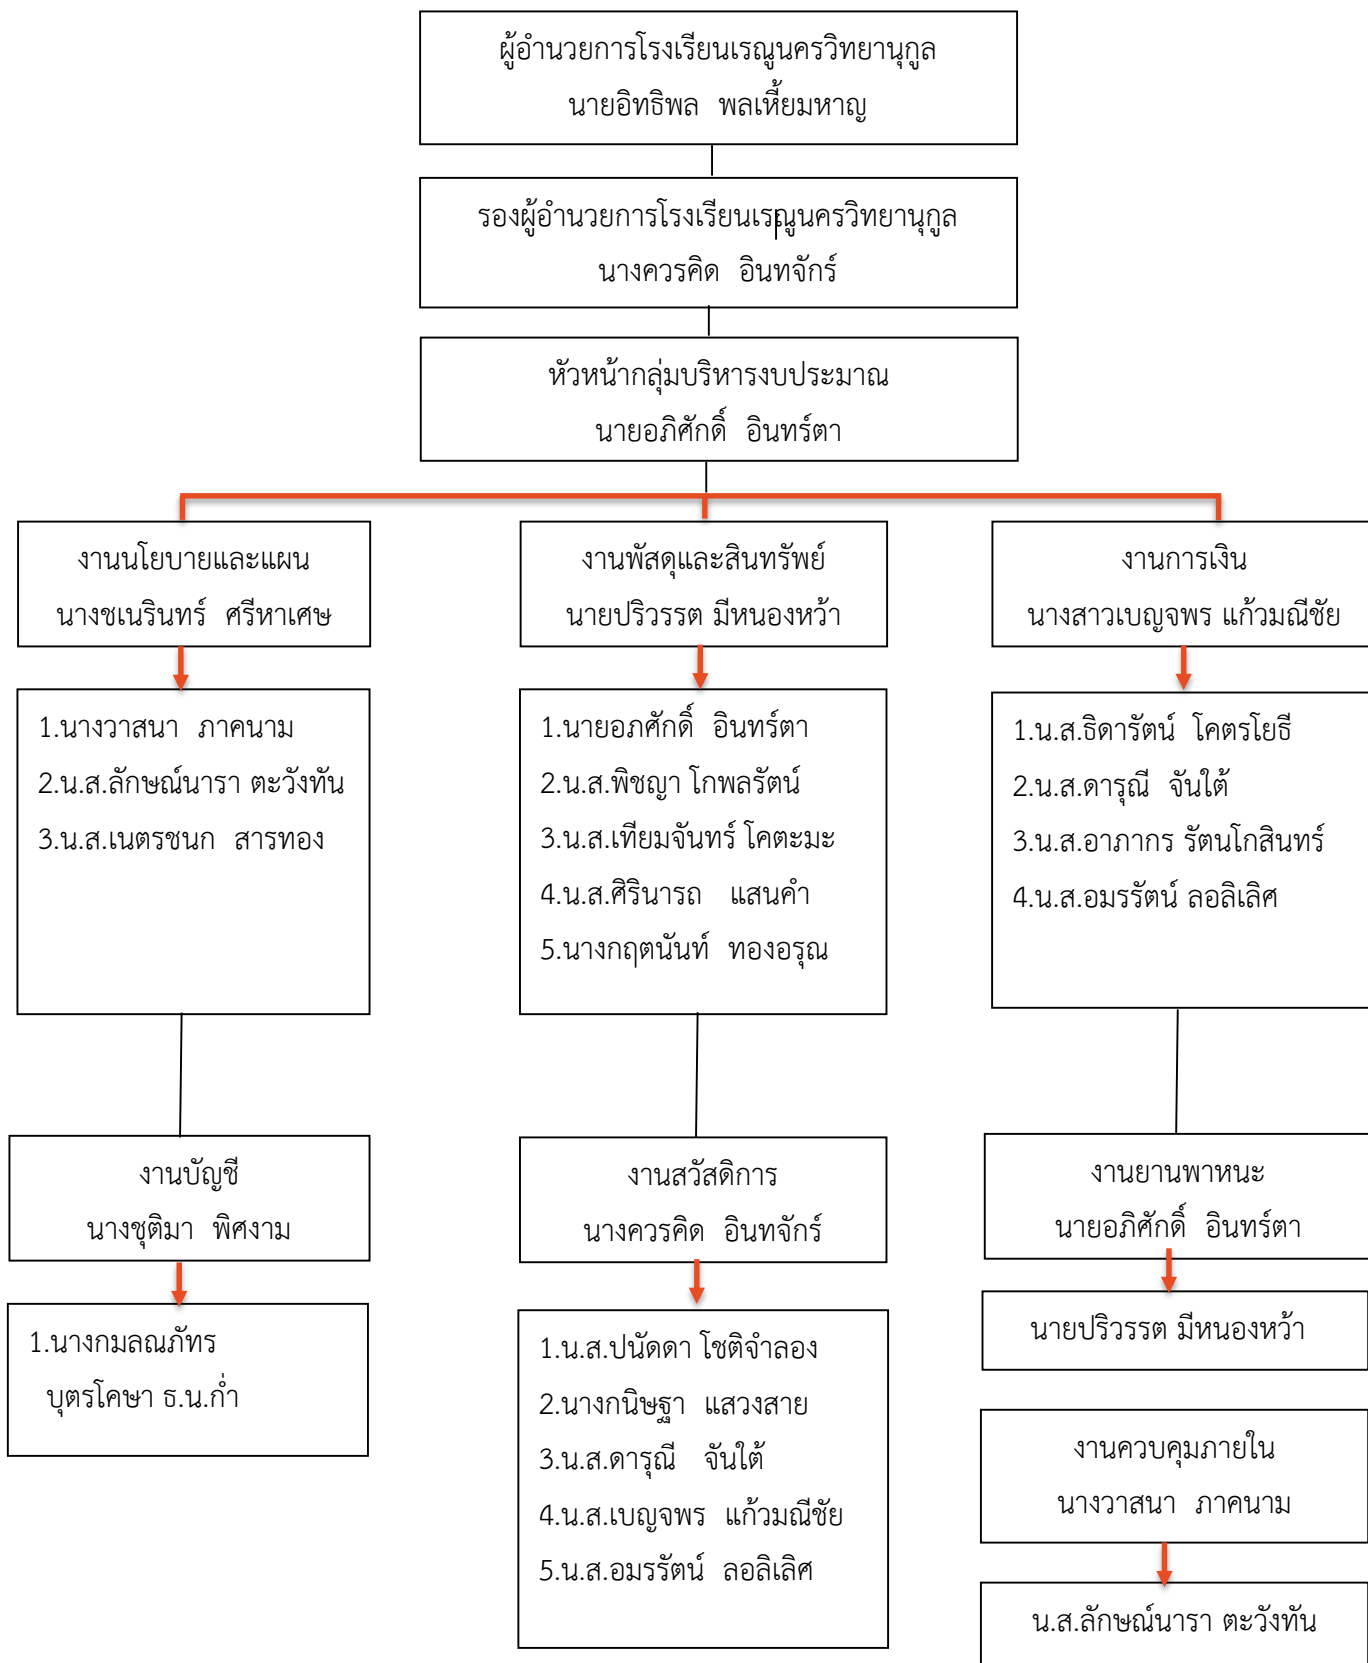 ผู้อำนวยการโรงเรียนเรณูนครวิทยานุกูล
นายอิทธิพล พลเหี้ยมหาญ
รองผู้อำนวยการโรงเรียนเรณูนครวิทยานุกูล
นางควรคิด อินทจักร์
หัวหน้ากลุ่มบริหารงบประมาณ
นายอภิศักดิ์ อินทร์ตา
งานนโยบายและแผน
นางชเนรินทร์ ศรีหาเศษ
1.นางวาสนา ภาคนาม
2.น.ส.ลักษณ์นารา ตะวังทัน
3.น.ส.เนตรชนก สารทอง
งานพัสดุและสินทรัพย์
นายปริวรรต มีหนองหว้า
1.นายอภศักดิ์ อินทร์ตา
2.น.ส.พิชญา โกพลรัตน์
3.น.ส.เทียมจันทร์ โคตะมะ
4.น.ส.ศิรินารถ แสนคำ
5.นางกฤตนันท์ ทองอรุณ
งานการเงิน
นางสาวเบญจพร แก้วมณีชัย
1.น.ส.ธิดารัตน์ โคตรโยธี
2.น.ส.ดารุณี จันใต้
3.น.ส.อาภากร รัตนโกสินทร์
4.น.ส.อมรรัตน์ ลอลิเลิศ
งานบัญชี
นางชุติมา พิศงาม
1.นางกมลณภัทร
บุตรโคษา ธ.น.ก่ำ
งานสวัสดิการ
นางควรคิด อินทจักร์
1.น.ส.ปนัดดา โชติจำลอง
2.นางกนิษฐา แสวงสาย
3.น.ส.ดารุณี จันใต้
4.น.ส.เบญจพร แก้วมณีชัย
5.น.ส.อมรรัตน์ ลอลิเลิศ
งานยานพาหนะ
นายอภิศักดิ์ อินทร์ตา
นายปริวรรต มีหนองหว้า
งานควบคุมภายใน
นางวาสนา ภาคนาม
น.ส.ลักษณ์นารา ตะวังทัน